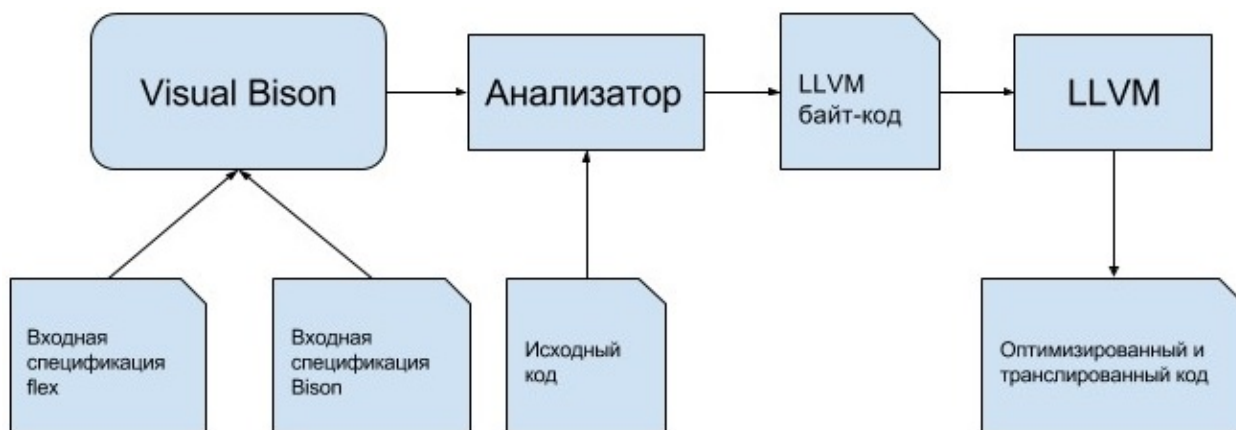 Visual Bison
Анализатор
LLVM
байт-код
LLVM
Входная
спецификация
flex
Входная
спецификация
Bison
Исходный
код
Оптимизированный и
транслированный код